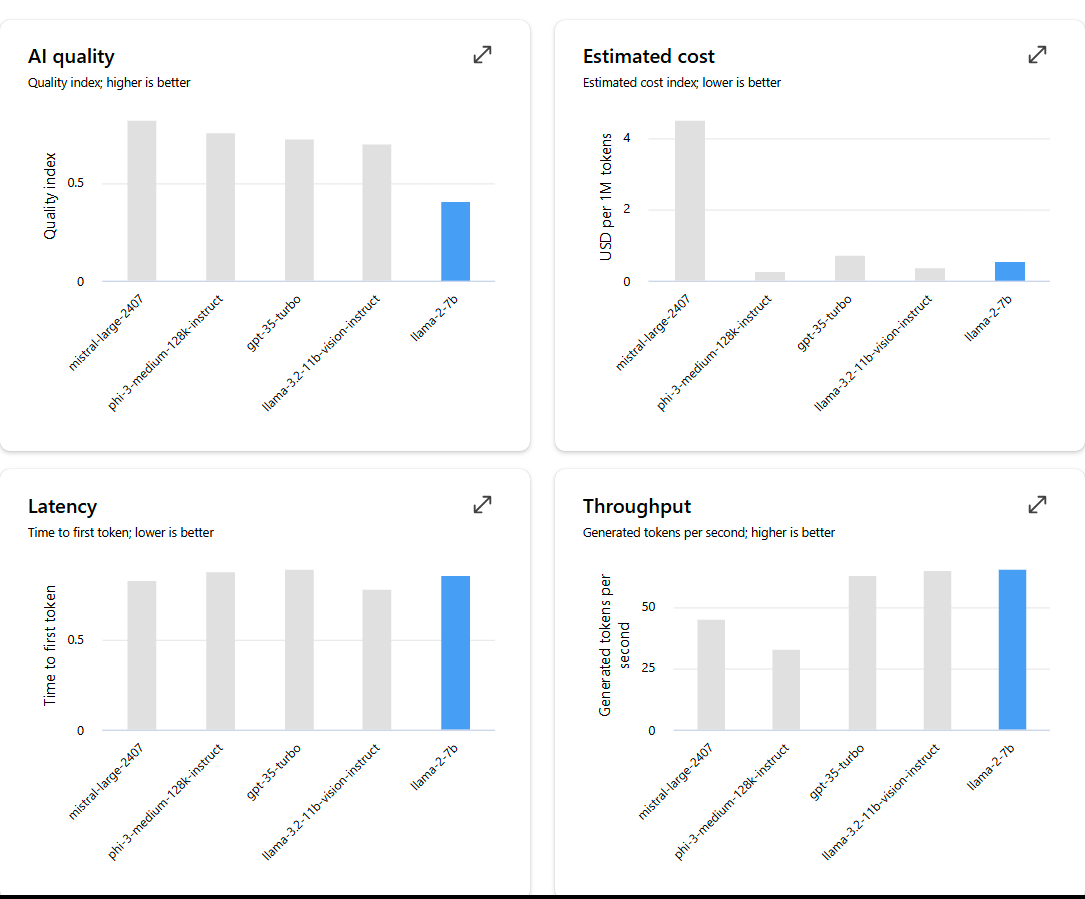 AI quality
Quality index; higher is better
Quality index
0.5
0
mistral-large-2407
phi-3-medium-128k-instruct
gpt-35-turbo
llama-3.2-11b-vision-instruct
llama-2-7b
Estimated cost
Estimated cost index; lower is better
USD per 1M tokens
4
2
0
mistral-large-2407
phi-3-medium-128k-instruct
gpt-35-turbo
llama-3.2-11b-vision-instruct
llama-2-7b
Latency
Time to first token; lower is better
Time to first token
0.5
0
mistral-large-2407
phi-3-medium-128k-instruct
gpt-35-turbo
llama-3.2-11b-vision-instruct
llama-2-7b
Throughput
Generated tokens per second; higher is better
Generated tokens per
second
50
25
0
mistral-large-2407
phi-3-medium-128k-instruct
gpt-35-turbo
llama-3.2-11b-vision-instruct
llama-2-7b